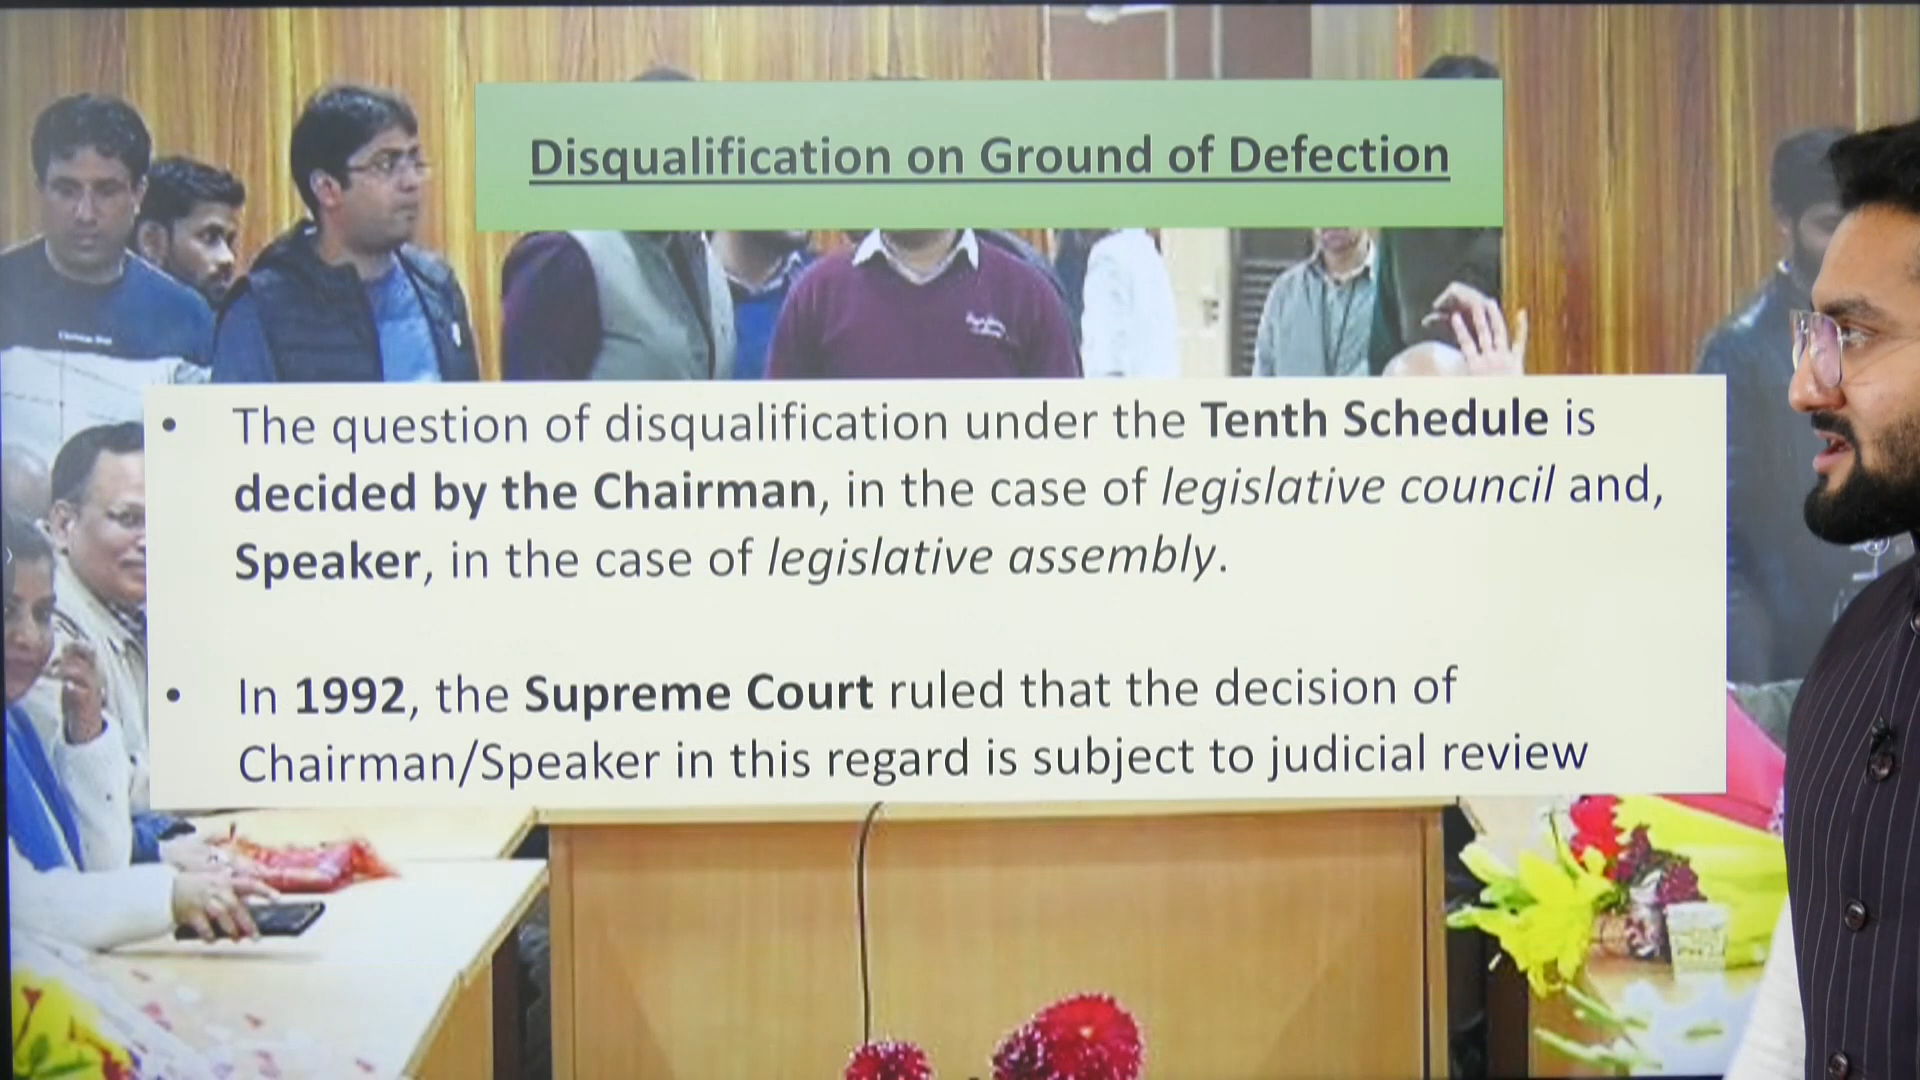 Disqualification on Ground of Defection
• The question of disqualification under the Tenth Schedule is
decided by the Chairman, in the case of legislative council and,
Speaker, in the case of legislative assembly.
• In 1992, the Supreme Court ruled that the decision of
Chairman/Speaker in this regard is subject to judicial review